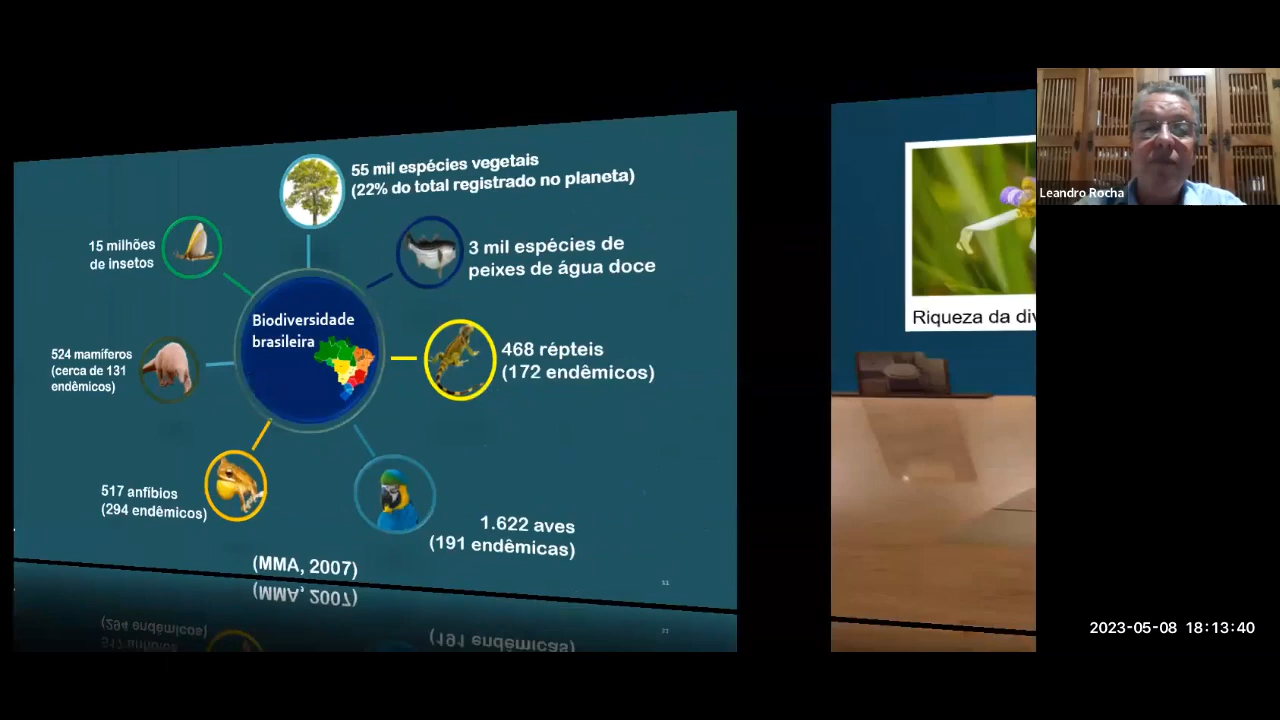 55 mil espécies vegetais
(22% do total registrado no planeta)
15 milhões
de insetos
3 mil espécies de
peixes de água doce
Biodiversidade
brasileira
524 mamíferos
(cerca de 131
endêmicos)
468 répteis
(172 endêmicos)
517 anfíbios
(294 endêmicos)
1.622 aves
(191 endêmicas)
(MMA, 2007)
Riqueza da
Leandro Rocha
2023-05-08 18:13:40